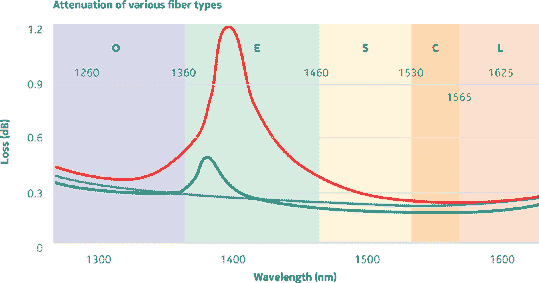 Attenuation of various fiber types
1.2
O
E
S
C
L
1260
1360
1460
1530
1625
0.9
1565
0.6
Loss (dB)
0.3
0
1300
1400
1500
1600
Wavelength (nm)